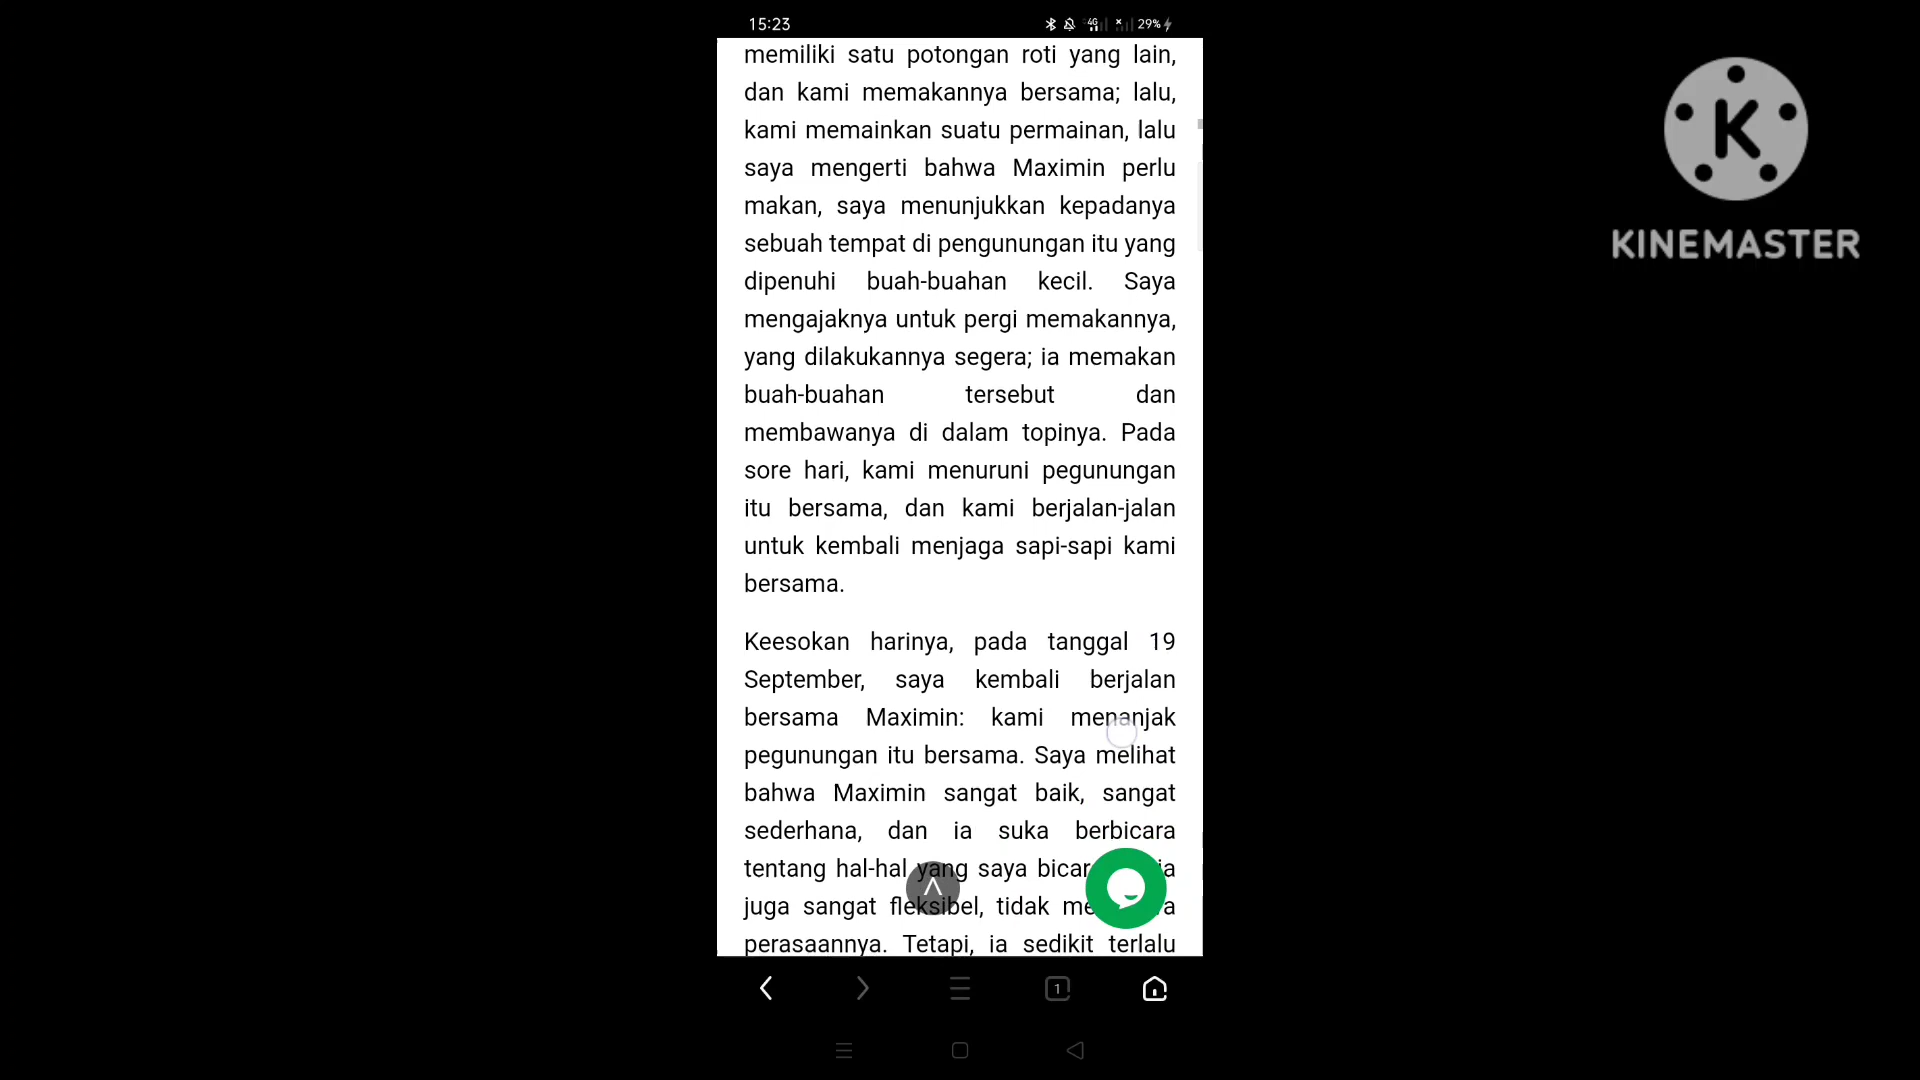 15:23
4G
29%
memiliki satu potongan roti yang lain,
dan kami memakannya bersama; lalu,
kami memainkan suatu permainan, lalu
saya mengerti bahwa Maximin perlu
makan, saya menunjukkan kepadanya
sebuah tempat di pengunungan itu yang
dipenuhi buah-buahan kecil. Saya
mengajaknya untuk pergi memakannya,
yang dilakukannya segera; ia memakan
buah-buahan tersebut dan
membawanya di dalam topinya. Pada
sore hari, kami menuruni pegunungan
itu bersama, dan kami berjalan-jalan
untuk kembali menjaga sapi-sapi kami
bersama.
Keesokan harinya, pada tanggal 19
September, saya kembali berjalan
bersama Maximin: kami menanjak
pegunungan itu bersama. Saya melihat
bahwa Maximin sangat baik, sangat
sederhana, dan ia suka berbicara
tentang hal-hal yang saya
juga sangat fleksibel, tidak
perasaannya. Tetapi, ia sedikit terlalu
1
K
KINEMASTER